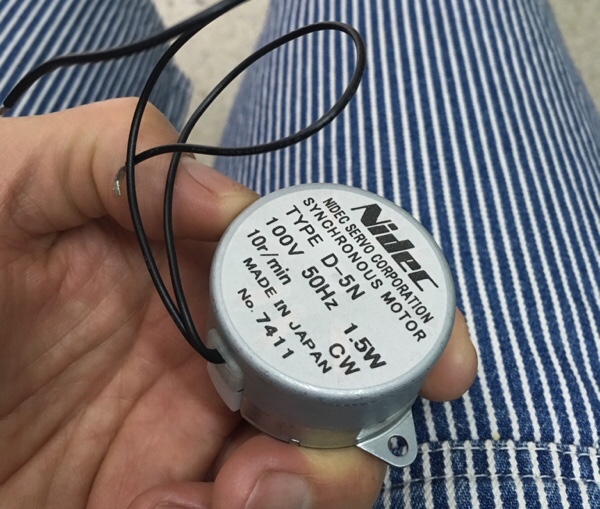 Nidec
NIDEC SERVO CORPORATION
SYNCHRONOUS MOTOR
TYPE D-5N
100V 50Hz 1.5W
10r/min CW
MADE IN JAPAN
No. 7411